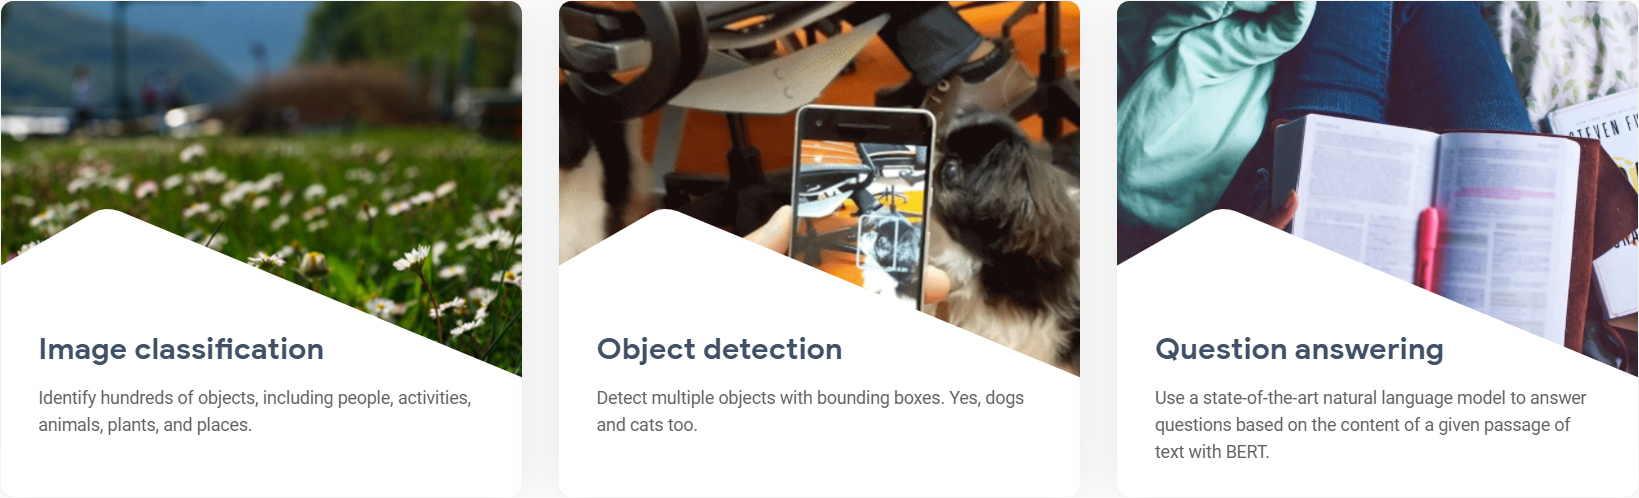 Image classification
Identify hundreds of objects, including people, activities,
animals, plants, and places.
Object detection
Detect multiple objects with bounding boxes. Yes, dogs
and cats too.
STEVEN
Question answering
Use a state-of-the-art natural language model to answer
questions based on the content of a given passage of
text with BERT.